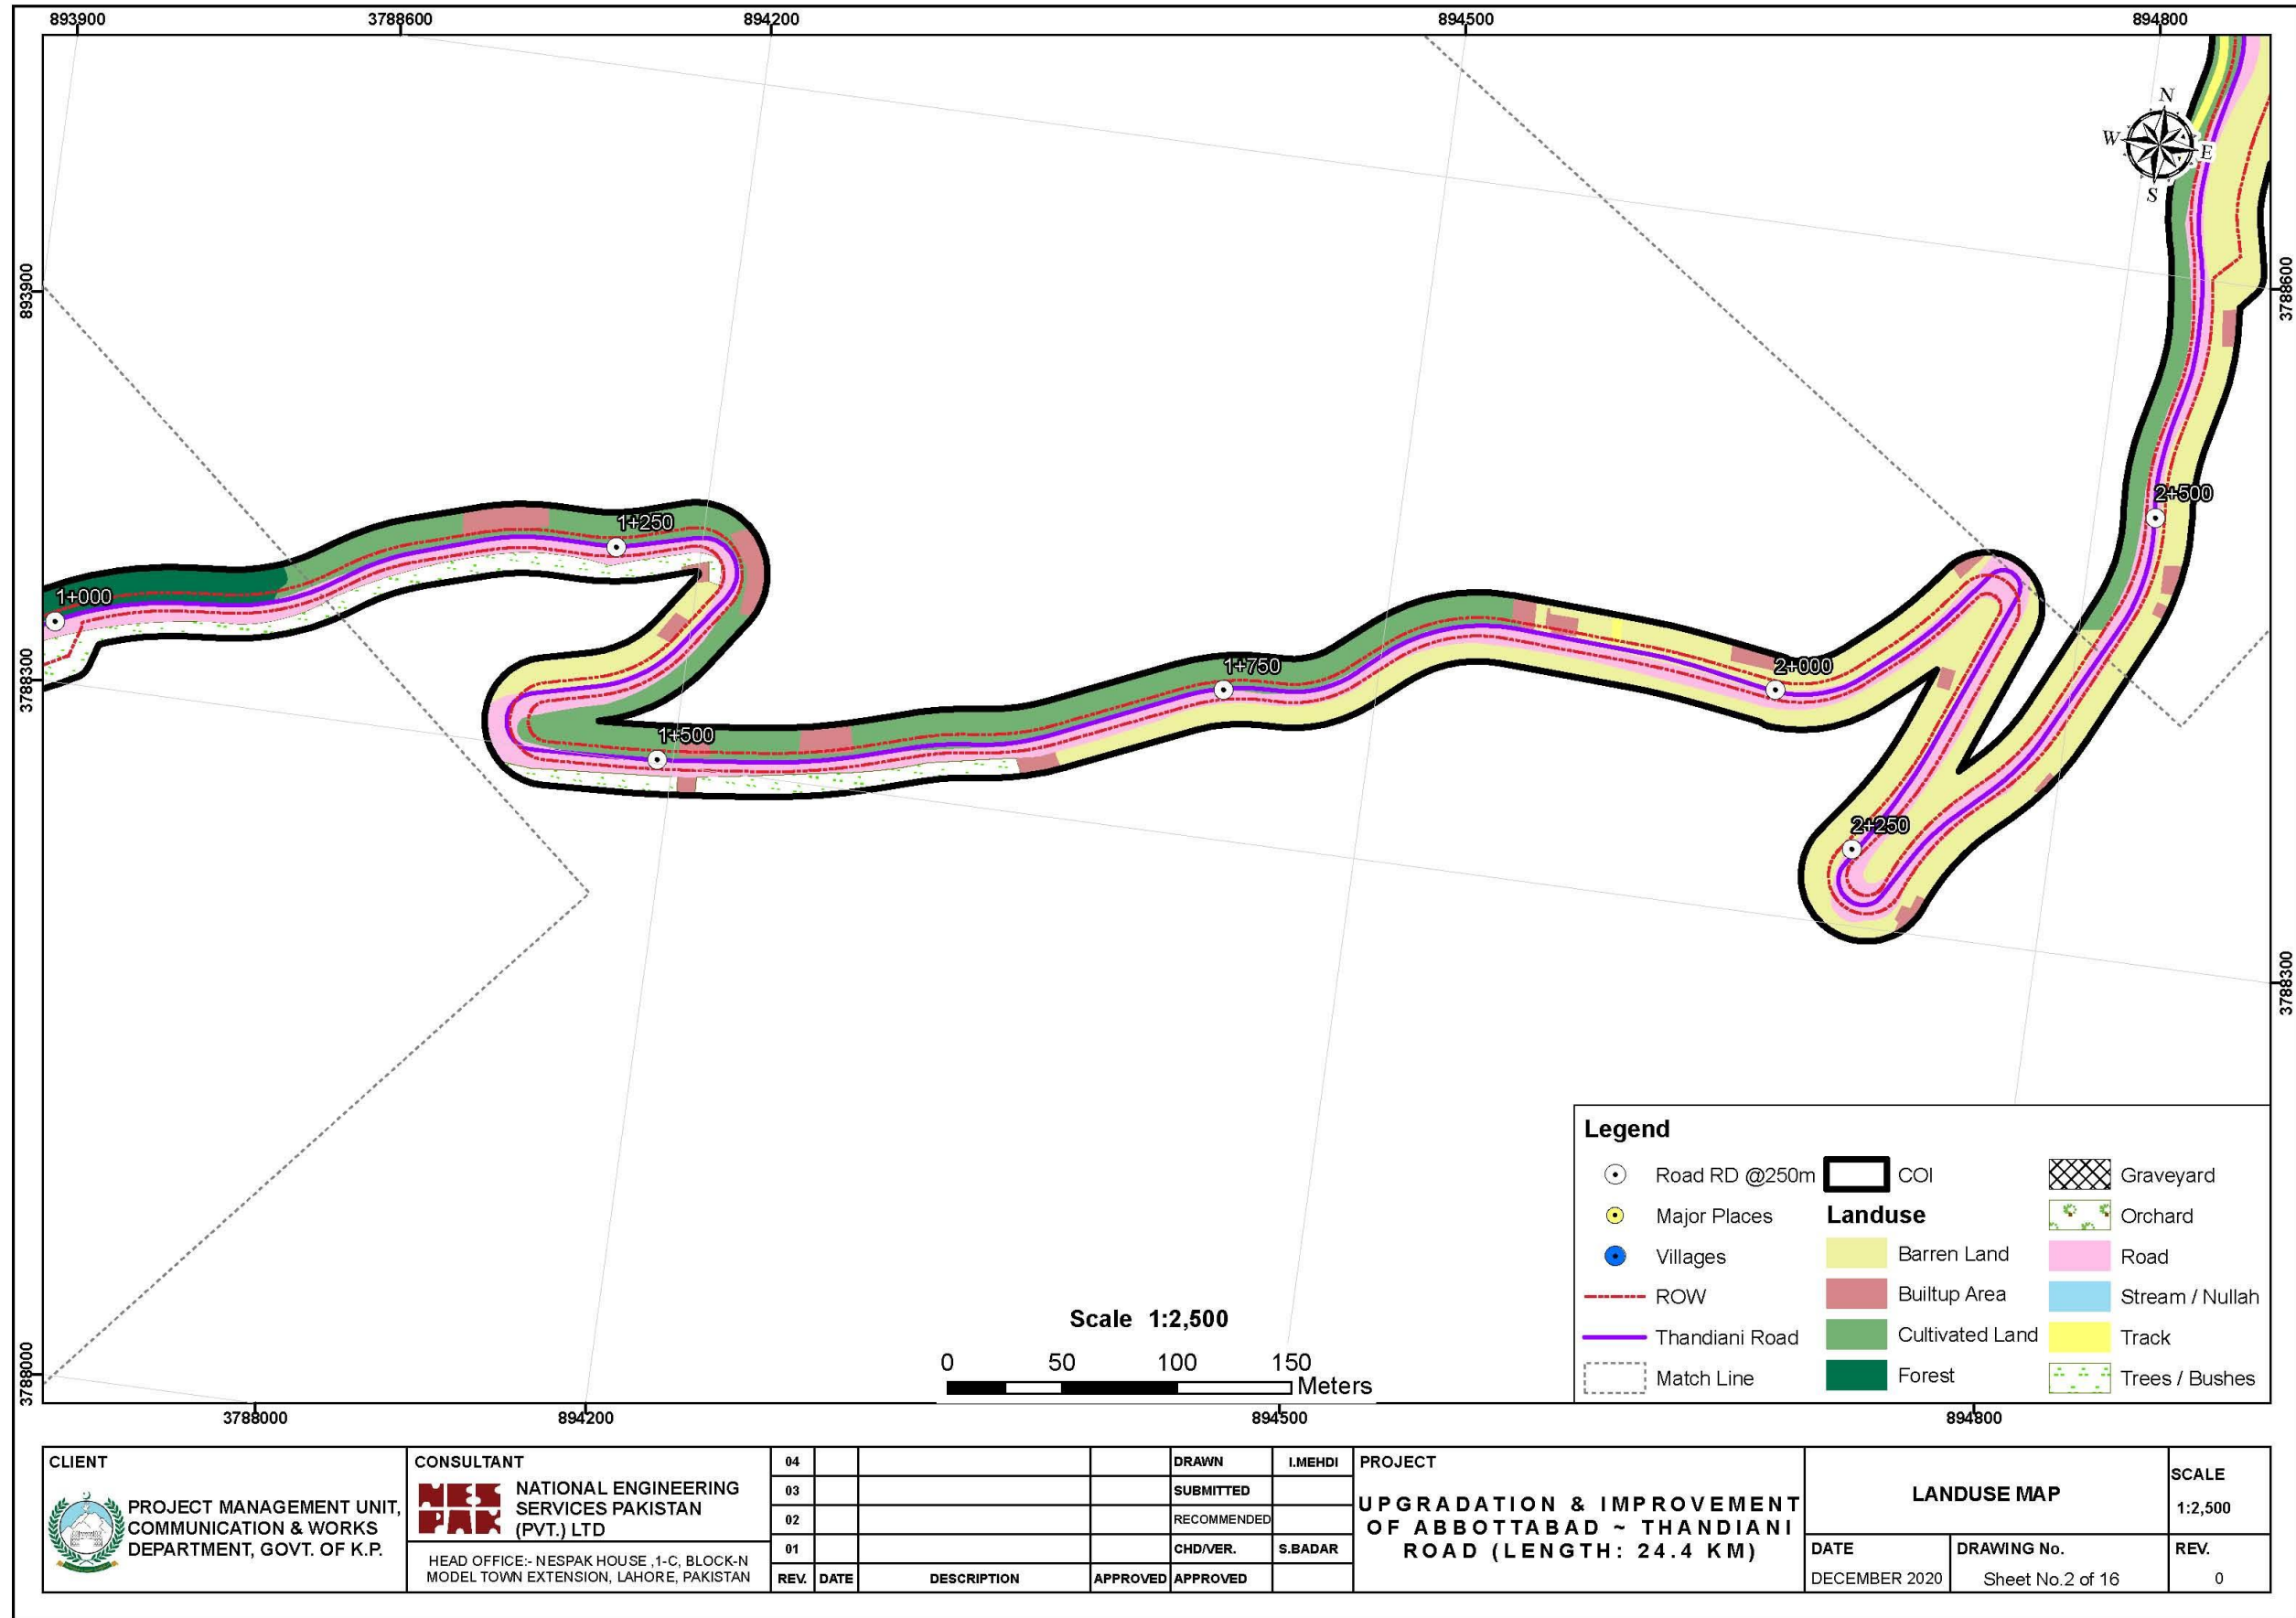 893900
3788600
894200
894500
894800
893900
3788600
N
W
E
S
2+500
1+250
1+000
1+750
2+000
3788300
1+500
2+250
3788300
Legend
Road RD @250m
Major Places
Villages
ROW
Thandiani Road
Match Line
COI
Landuse
Barren Land
Builtup Area
Cultivated Land
Forest
Graveyard
Orchard
Road
Stream / Nullah
Track
Trees / Bushes
Scale 1:2,500
0 50 100 150
Meters
3788000
3788000
894200
894500
894800
CLIENT
PROJECT MANAGEMENT UNIT,
COMMUNICATION & WORKS
DEPARTMENT, GOVT. OF K.P.
CONSULTANT
NESPAK
NATIONAL ENGINEERING
SERVICES PAKISTAN
(PVT.) LTD
HEAD OFFICE:- NESPAK HOUSE ,1-C, BLOCK-N
MODEL TOWN EXTENSION, LAHORE, PAKISTAN
04
03
02
01
REV. DATE DESCRIPTION APPROVED
DRAWN I.MEHDI
SUBMITTED
RECOMMENDED
CHD/VER. S.BADAR
APPROVED
PROJECT
UPGRADATION & IMPROVEMENT
OF ABBOTTABAD ~ THANDIANI
ROAD (LENGTH: 24.4 KM)
LANDUSE MAP
SCALE
1:2,500
DATE
DECEMBER 2020
DRAWING No.
Sheet No.2 of 16
REV.
0